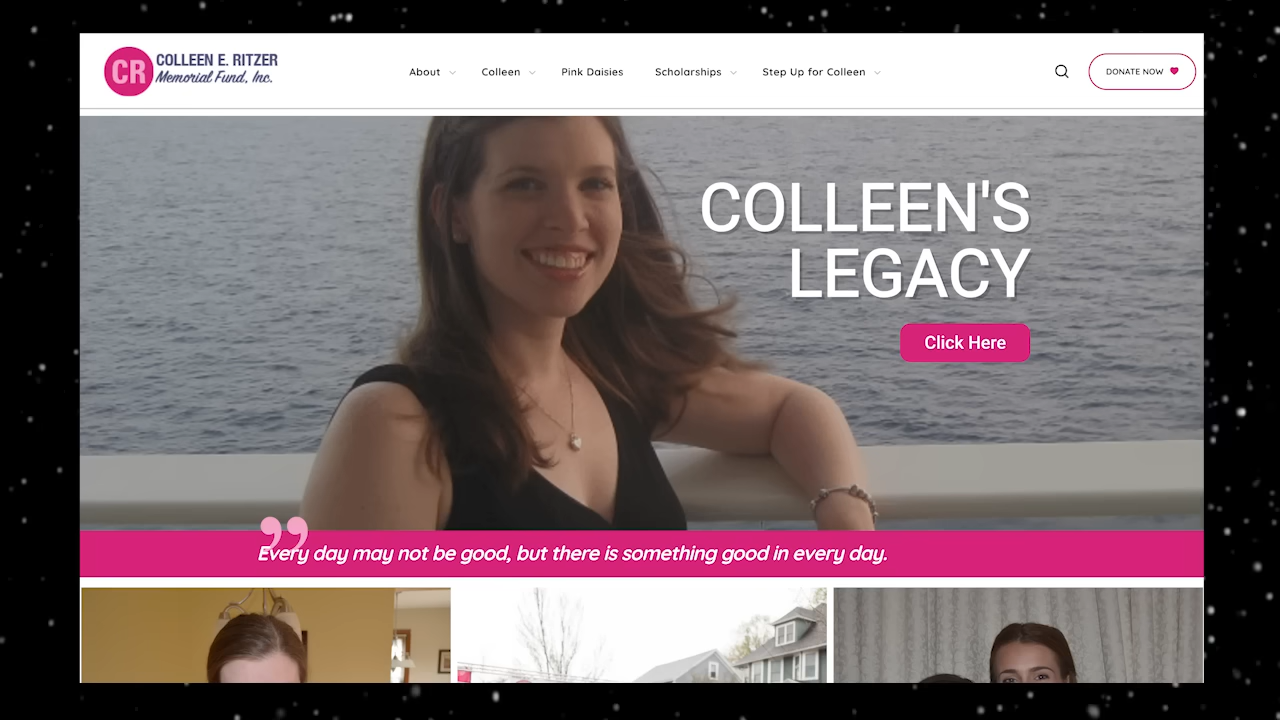 CR
COLLEEN E. RITZER
Memorial Fund, Inc.
About
Colleen
Pink Daisies
Scholarships
Step Up for Colleen
DONATE NOW
COLLEEN'S
LEGACY
Click Here
Every day may not be good, but there is something good in every day.